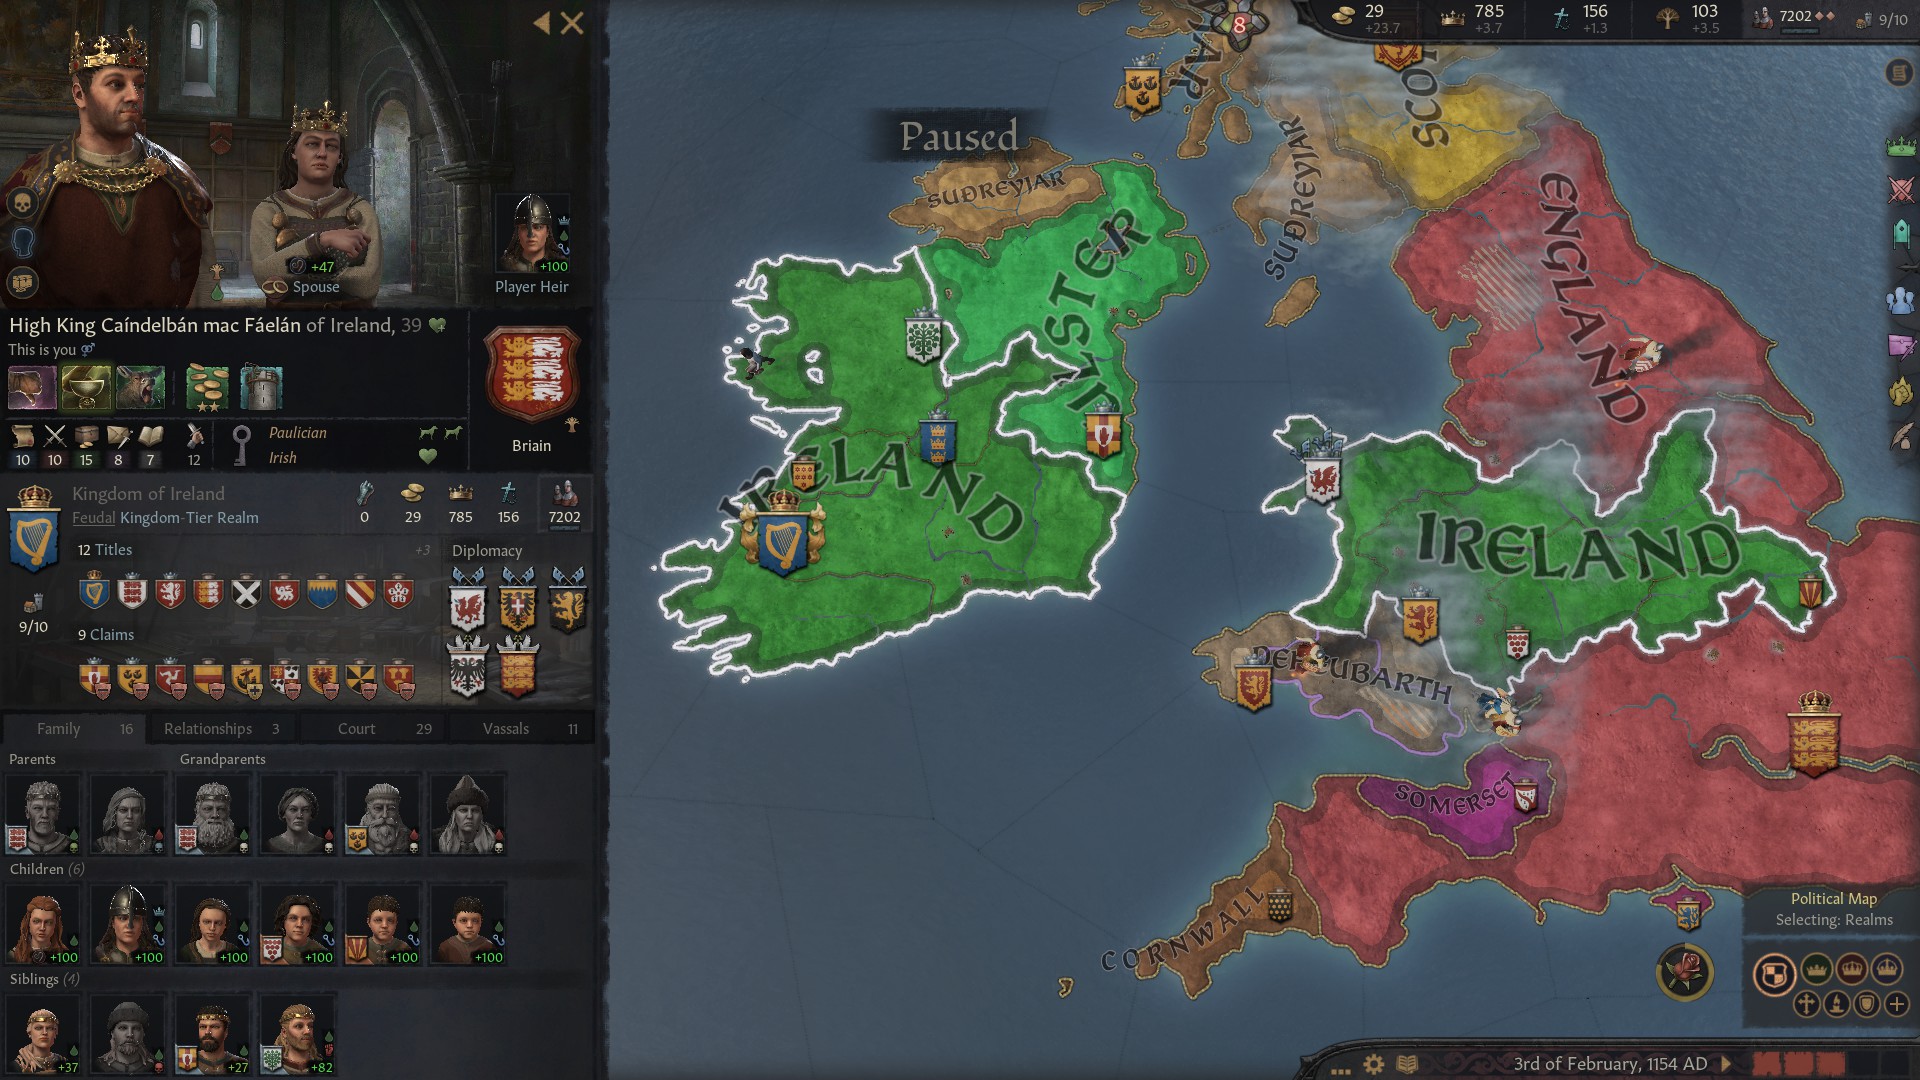 29
+23.7
785
+3.7
156
+1.3
103
+3.5
7202
9/10
8
Paused
+47
Spouse
+100
Player Heir
High King Caíndelbán mac Fáelán of Ireland, 39
This is you
10
10
15
8
7
12
Paulician
Irish
Briain
Kingdom of Ireland
Feudal Kingdom-Tier Realm
0
29
785
156
7202
12 Titles
+3
Diplomacy
9/10
9 Claims
Family 16
Relationships 3
Court 29
Vassals 11
Parents
Grandparents
Children (6)
+100
+100
+100
+100
+100
+100
Siblings (4)
+37
+27
+82
SUÐREYJAR
SUÐREYJAR
ENGLAND
IRELAND
IRELAND
SOMERSET
CORNWALL
Political Map
Selecting: Realms
3rd of February, 1154 AD